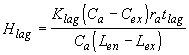 H_lag = K_lag (C_a − C_ex) r_a t_lag / C_a (L_en − L_ex)